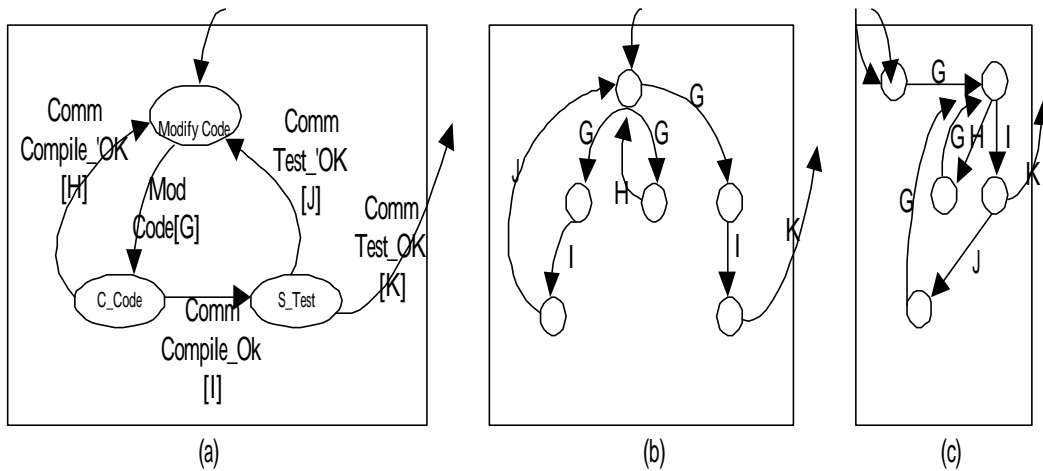 Comm
Compile_'OK
[H]
Modify Code
Comm
Test_'OK
[J]
Mod
Code[G]
Comm
Test_OK
[K]
C_Code
S_Test
Comm
Compile_Ok
[I]
(a)
G
G
G
J
H
I
I
K
(b)
G
G
H
I
K
G
J
(c)